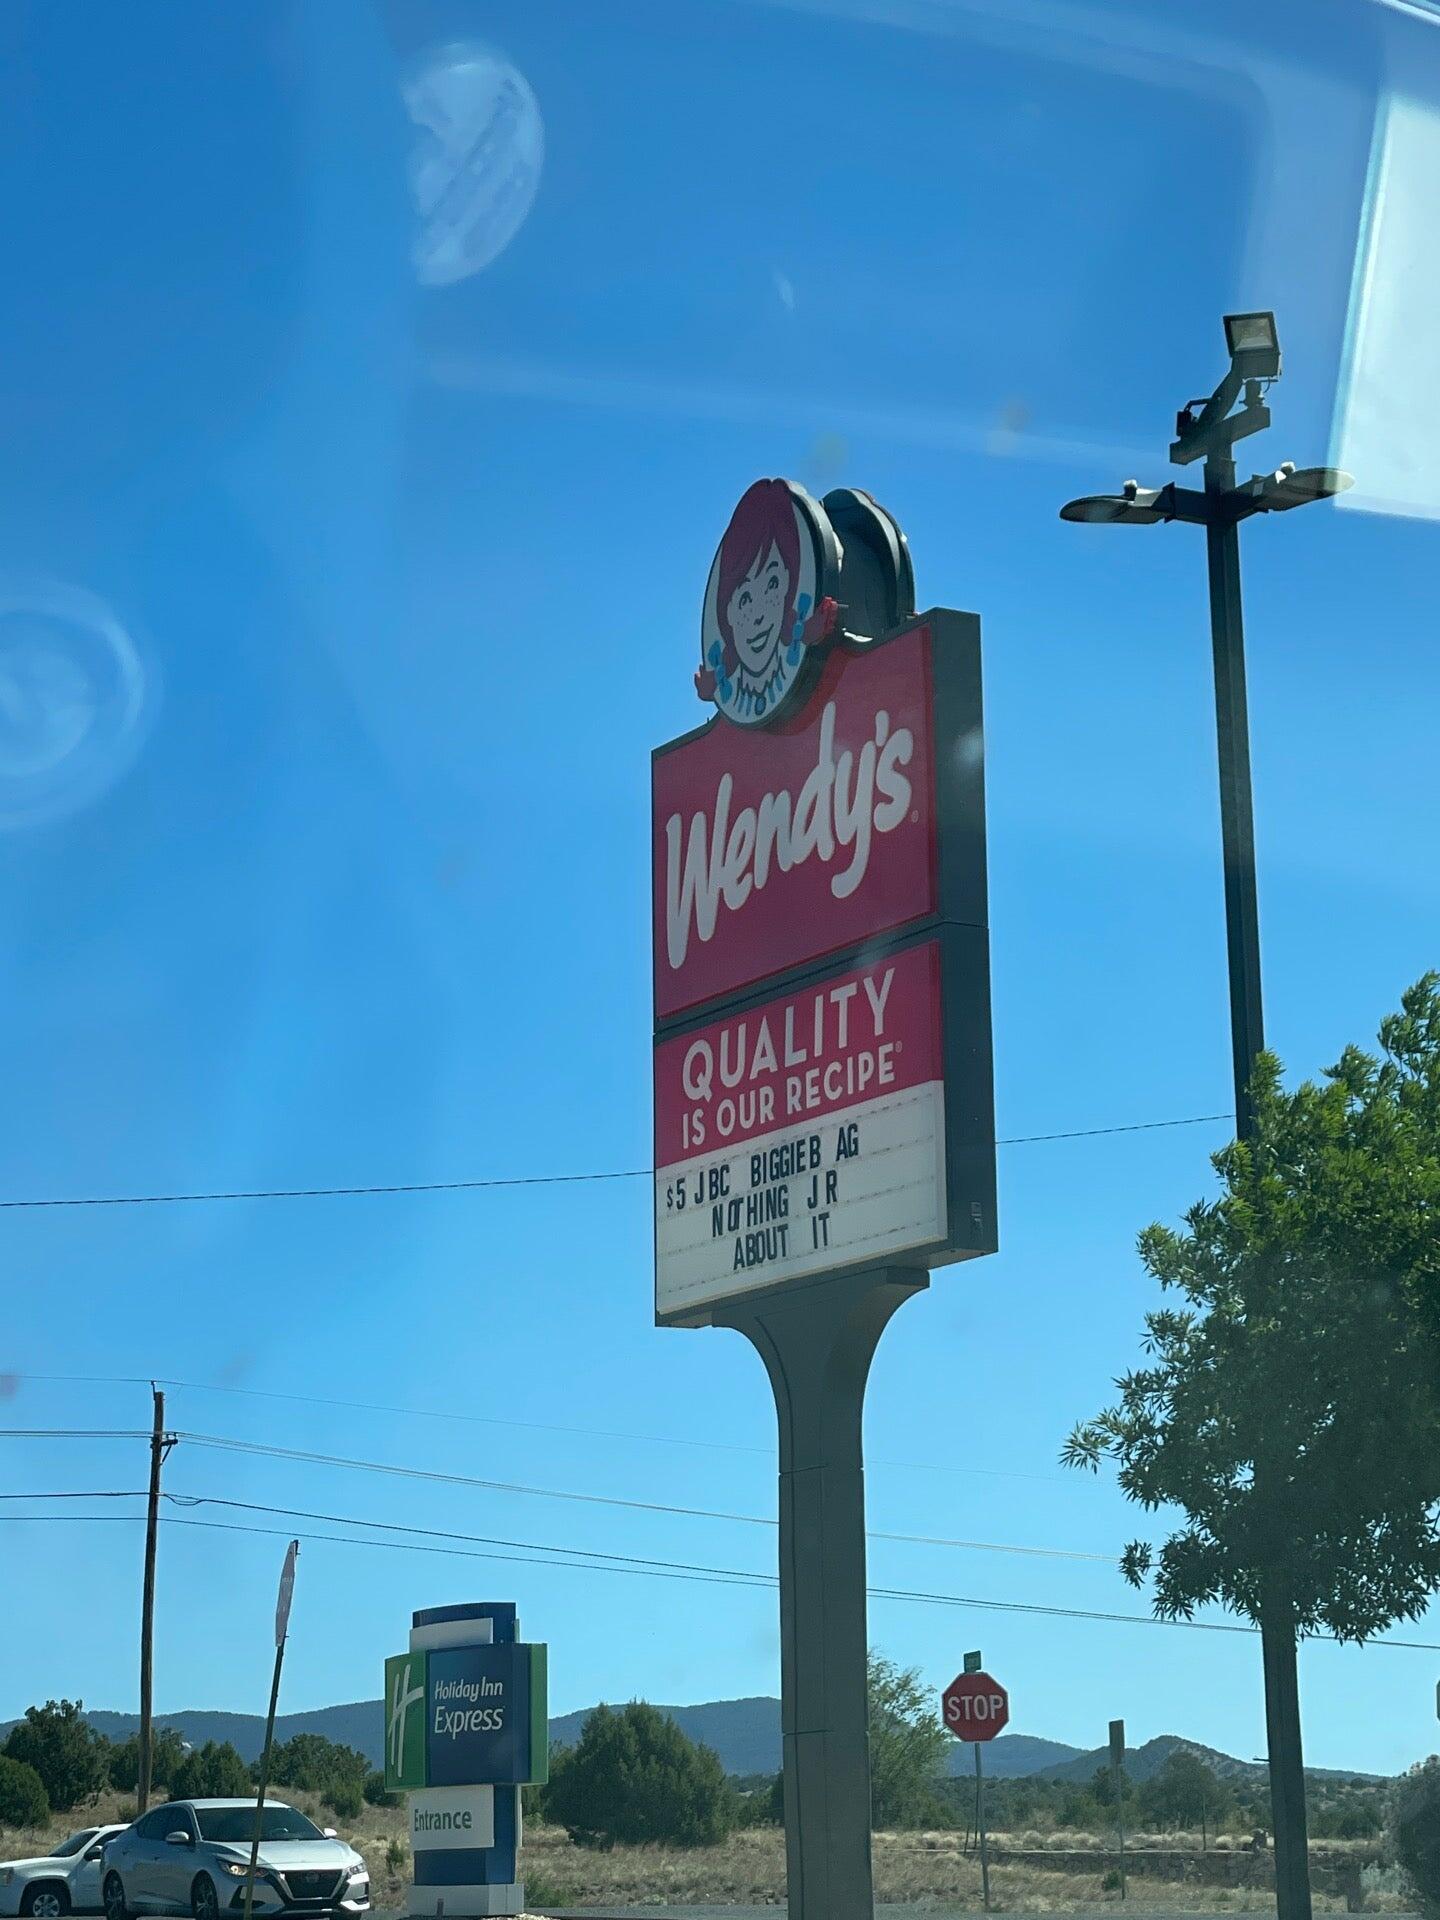 Wendy's®
QUALITY
IS OUR RECIPE®
$5 JBC BIGGIEB AG
NOTHING JR
ABOUT IT
Holiday Inn
Express
Entrance
STOP